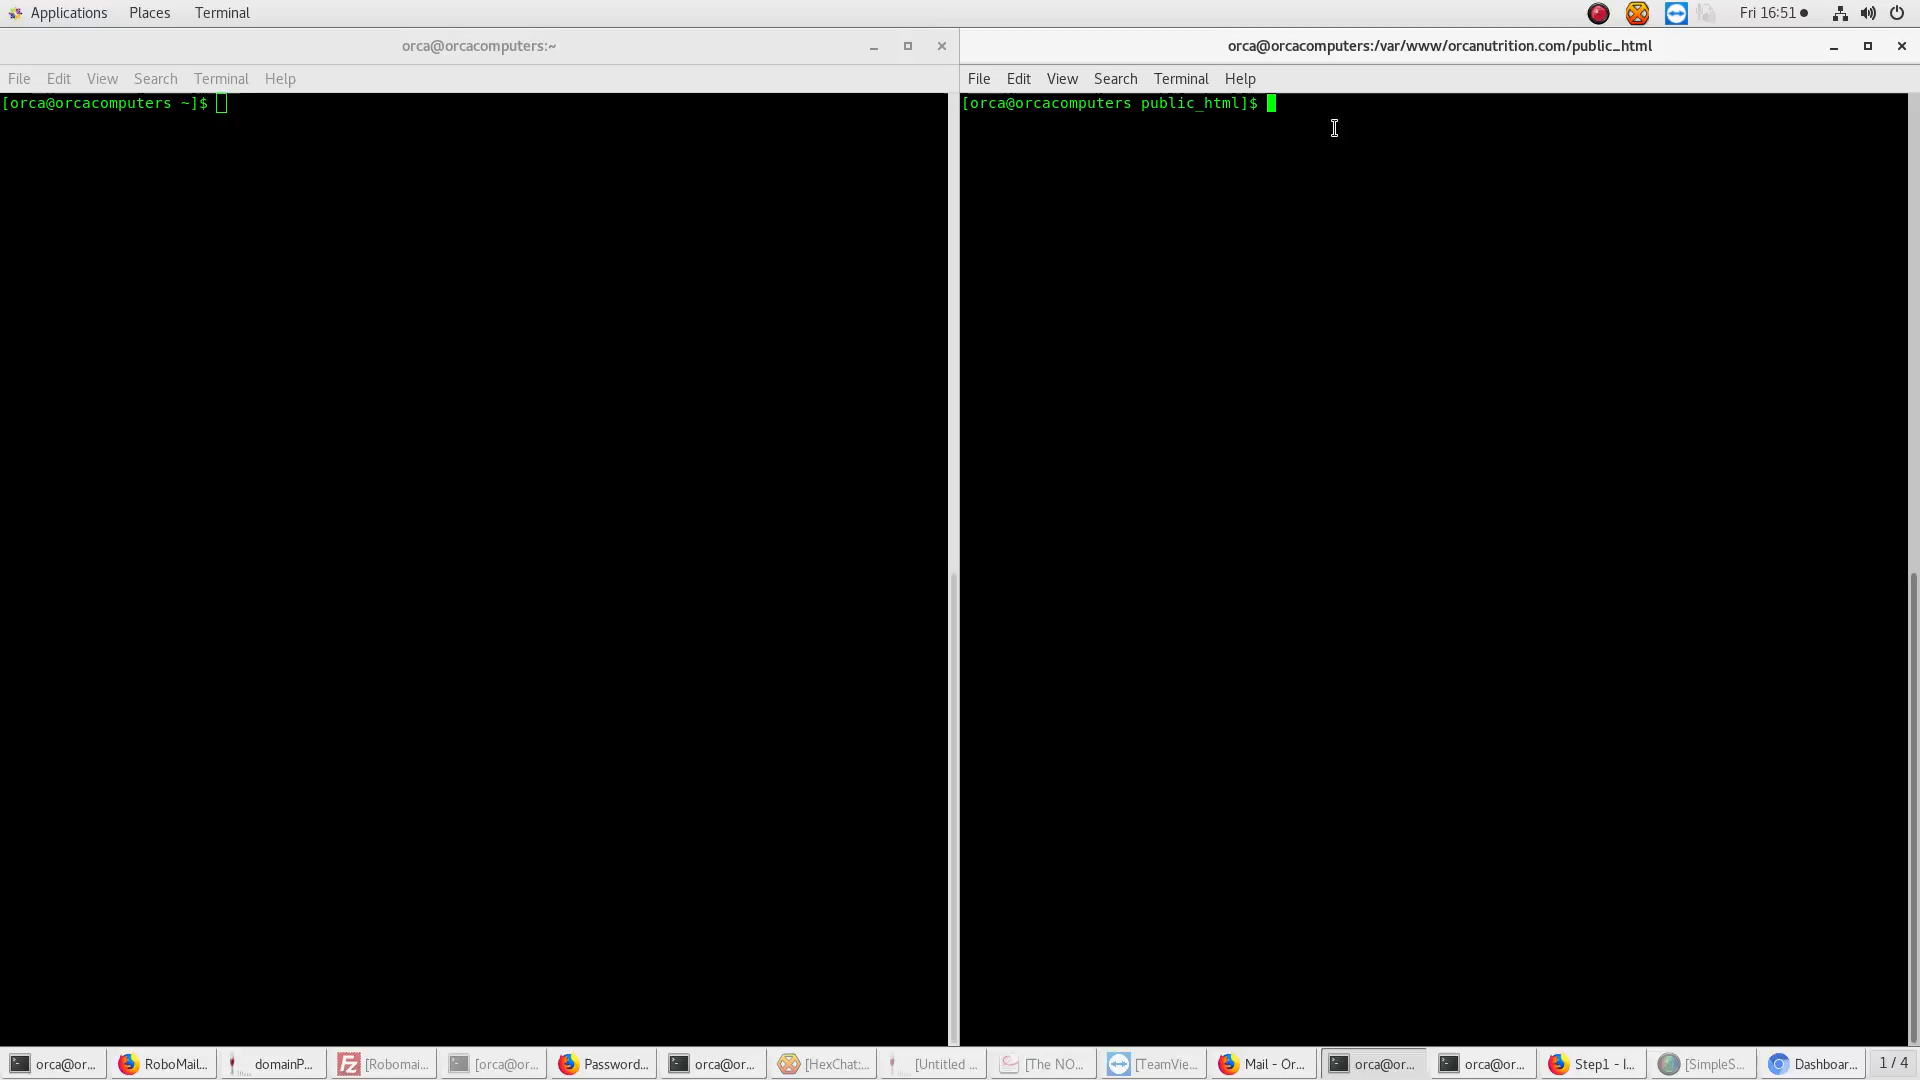 Applications Places Terminal Fri 16:51
orca@orcacomputers:~
File Edit View Search Terminal Help
[orca@orcacomputers ~]$
orca@orcacomputers:/var/www/orcanutrition.com/public_html
File Edit View Search Terminal Help
[orca@orcacomputers public_html]$
orca@or... RoboMail... domainP... [Robomai... [orca@or... Password... orca@or... [HexChat:... [Untitled ... [The NO... [TeamVie... Mail - Or... orca@or... orca@or... Step1 - I... [SimpleS... Dashboar... 1 / 4